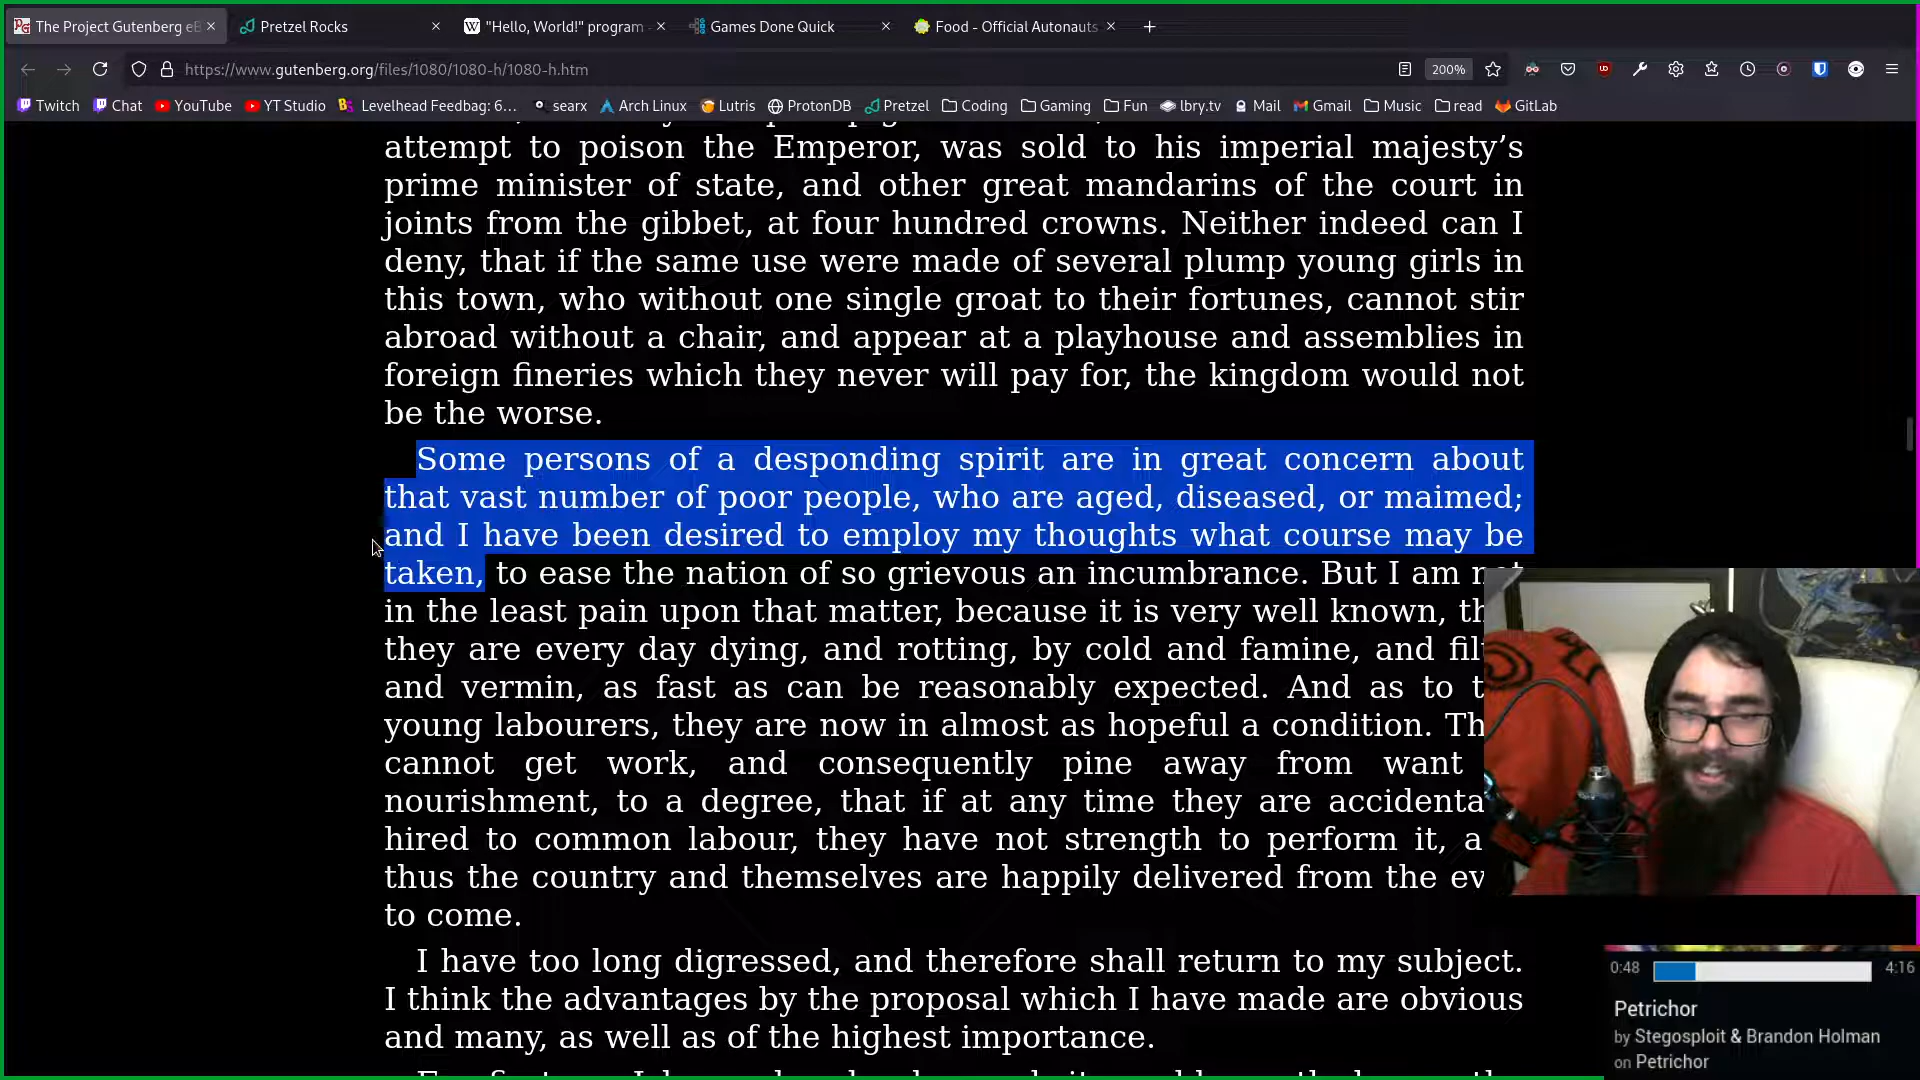 The Project Gutenberg eB
Pretzel Rocks
"Hello, World!" program -
Games Done Quick
Food - Official Autonauts
https://www.gutenberg.org/files/1080/1080-h/1080-h.htm
200%
Twitch Chat YouTube YT Studio Levelhead Feedbag: 6… searx Arch Linux Lutris ProtonDB Pretzel Coding Gaming Fun lbry.tv Mail Gmail Music read GitLab
attempt to poison the Emperor, was sold to his imperial majesty’s
prime minister of state, and other great mandarins of the court in
joints from the gibbet, at four hundred crowns. Neither indeed can I
deny, that if the same use were made of several plump young girls in
this town, who without one single groat to their fortunes, cannot stir
abroad without a chair, and appear at a playhouse and assemblies in
foreign fineries which they never will pay for, the kingdom would not
be the worse.
Some persons of a desponding spirit are in great concern about
that vast number of poor people, who are aged, diseased, or maimed;
and I have been desired to employ my thoughts what course may be
taken, to ease the nation of so grievous an incumbrance. But I am not
in the least pain upon that matter, because it is very well known, th
they are every day dying, and rotting, by cold and famine, and fil
and vermin, as fast as can be reasonably expected. And as to t
young labourers, they are now in almost as hopeful a condition. Th
cannot get work, and consequently pine away from want
nourishment, to a degree, that if at any time they are accidenta
hired to common labour, they have not strength to perform it, a
thus the country and themselves are happily delivered from the ev
to come.
I have too long digressed, and therefore shall return to my subject.
I think the advantages by the proposal which I have made are obvious
and many, as well as of the highest importance.
0:48 4:16
Petrichor
by Stegosploit & Brandon Holman
on Petrichor